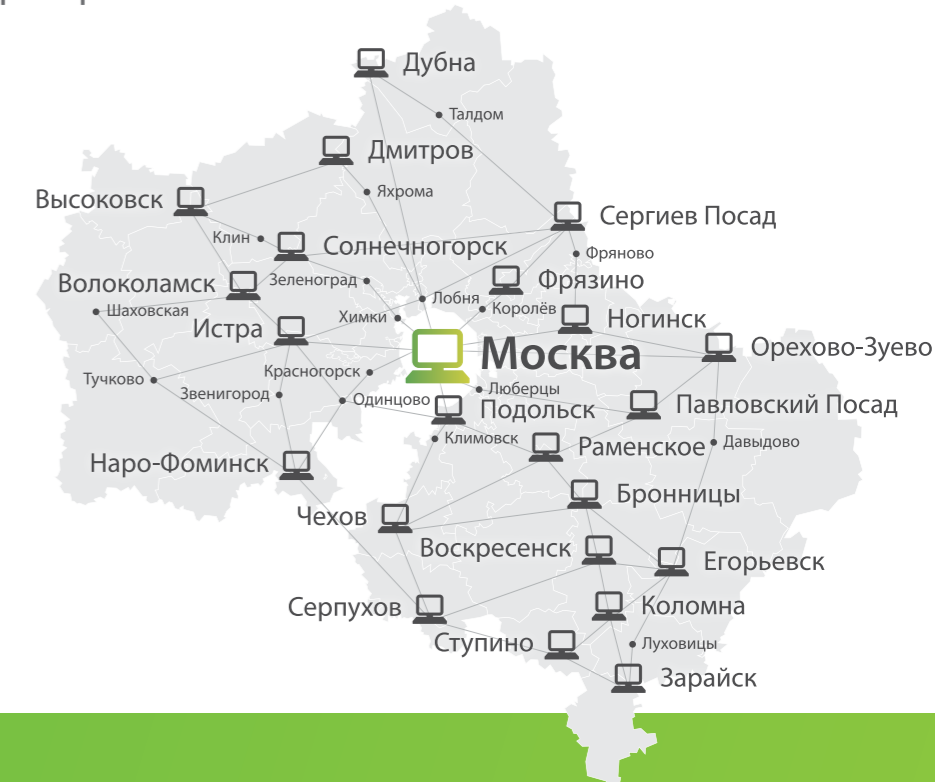 Дубна
Талдом
Дмитров
Яхрома
Высоковск
Сергиев Посад
Клин
Солнечногорск
Фряново
Волоколамск
Зеленоград
Фрязино
Лобня
Шаховская
Королёв
Истра
Химки
Ногинск
Москва
Орехово-Зуево
Красногорск
Тучково
Звенигород
Люберцы
Одинцово
Подольск
Павловский Посад
Климовск
Раменское
Давыдово
Наро-Фоминск
Бронницы
Чехов
Воскресенск
Егорьевск
Серпухов
Коломна
Ступино
Луховицы
Зарайск